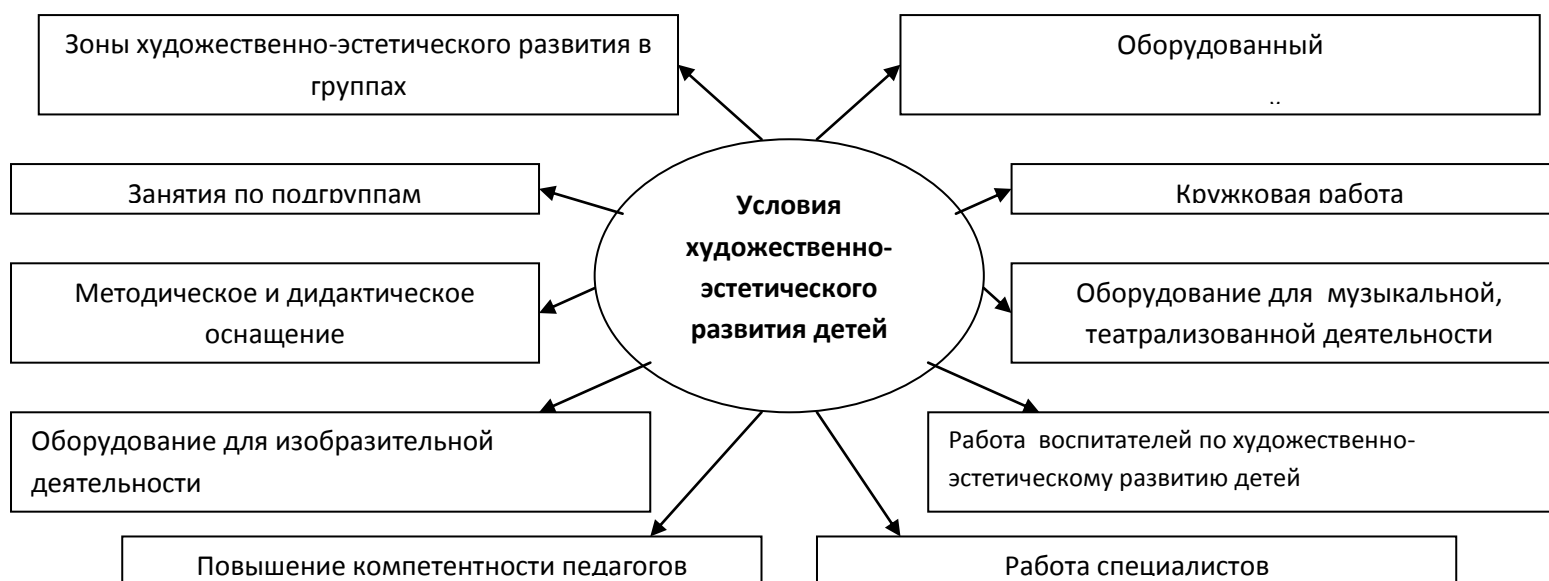 Зоны художественно-эстетического развития в
группах
Оборудованный
Занятия по подгруппам
Условия
художественно-
эстетического
развития детей
Кружковая работа
Методическое и дидактическое
оснащение
Оборудование для музыкальной,
театрализованной деятельности
Оборудование для изобразительной
деятельности
Работа воспитателей по художественно-
эстетическому развитию детей
Повышение компетентности педагогов
Работа специалистов